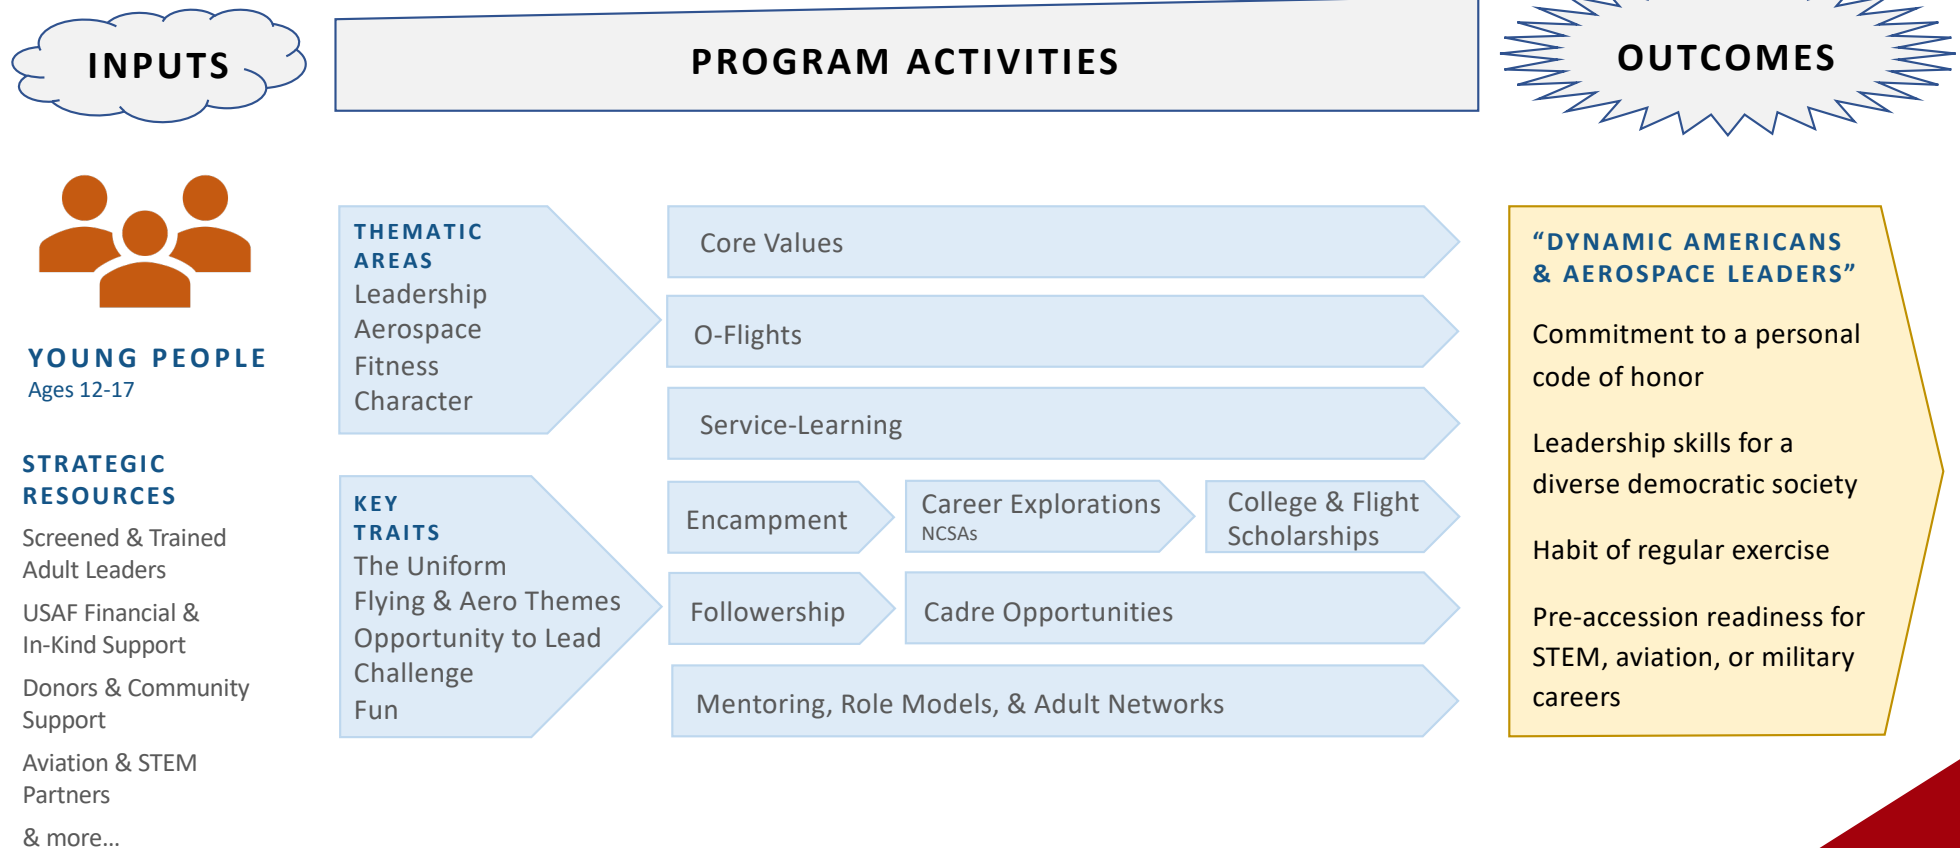 INPUTS
PROGRAM ACTIVITIES
OUTCOMES
YOUNG PEOPLE
Ages 12-17
STRATEGIC
RESOURCES
Screened & Trained
Adult Leaders
USAF Financial &
In-Kind Support
Donors & Community
Support
Aviation & STEM
Partners
& more...
THEMATIC
AREAS
Leadership
Aerospace
Fitness
Character
KEY
TRAITS
The Uniform
Flying & Aero Themes
Opportunity to Lead
Challenge
Fun
Core Values
O-Flights
Service-Learning
Encampment
Career Explorations
NCSAs
College & Flight
Scholarships
Followership
Cadre Opportunities
Mentoring, Role Models, & Adult Networks
“DYNAMIC AMERICANS
& AEROSPACE LEADERS”
Commitment to a personal
code of honor
Leadership skills for a
diverse democratic society
Habit of regular exercise
Pre-accession readiness for
STEM, aviation, or military
careers